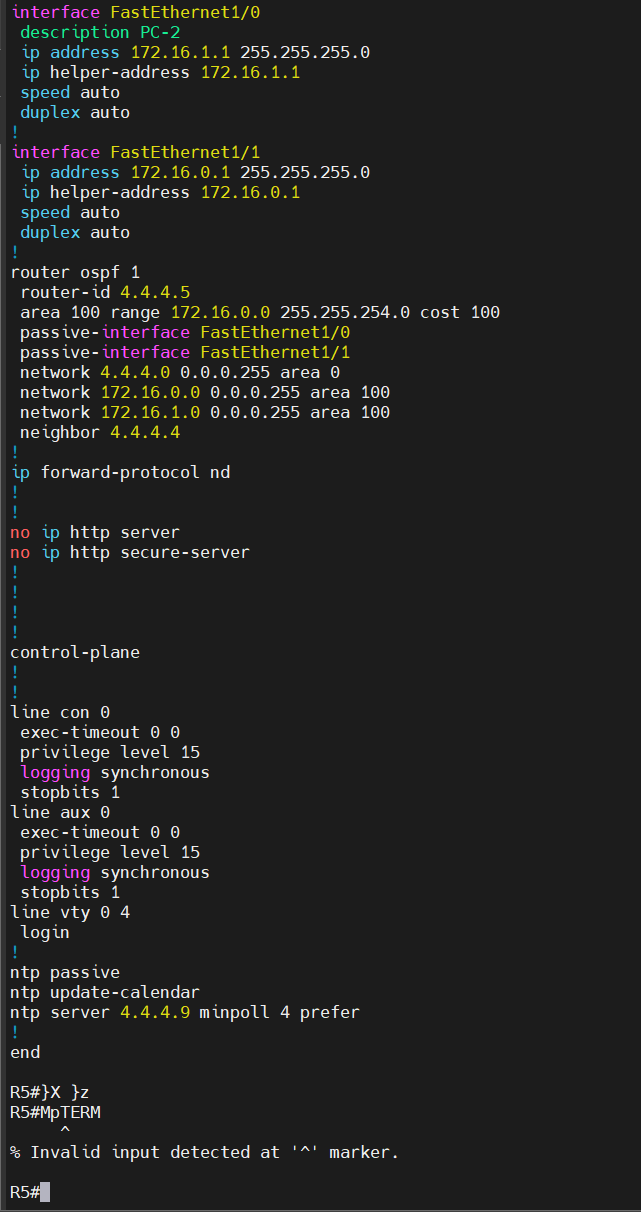 interface FastEthernet1/0
 description PC-2
 ip address 172.16.1.1 255.255.255.0
 ip helper-address 172.16.1.1
 speed auto
 duplex auto
!
interface FastEthernet1/1
 ip address 172.16.0.1 255.255.255.0
 ip helper-address 172.16.0.1
 speed auto
 duplex auto
!
router ospf 1
 router-id 4.4.4.5
 area 100 range 172.16.0.0 255.255.254.0 cost 100
 passive-interface FastEthernet1/0
 passive-interface FastEthernet1/1
 network 4.4.4.0 0.0.0.255 area 0
 network 172.16.0.0 0.0.0.255 area 100
 network 172.16.1.0 0.0.0.255 area 100
 neighbor 4.4.4.4
!
ip forward-protocol nd
!
!
no ip http server
no ip http secure-server
!
!
!
!
control-plane
!
!
line con 0
 exec-timeout 0 0
 privilege level 15
 logging synchronous
 stopbits 1
line aux 0
 exec-timeout 0 0
 privilege level 15
 logging synchronous
 stopbits 1
line vty 0 4
 login
!
ntp passive
ntp update-calendar
ntp server 4.4.4.9 minpoll 4 prefer
!
end

R5#}X }z
R5#MpTERM
     ^
% Invalid input detected at '^' marker.

R5#